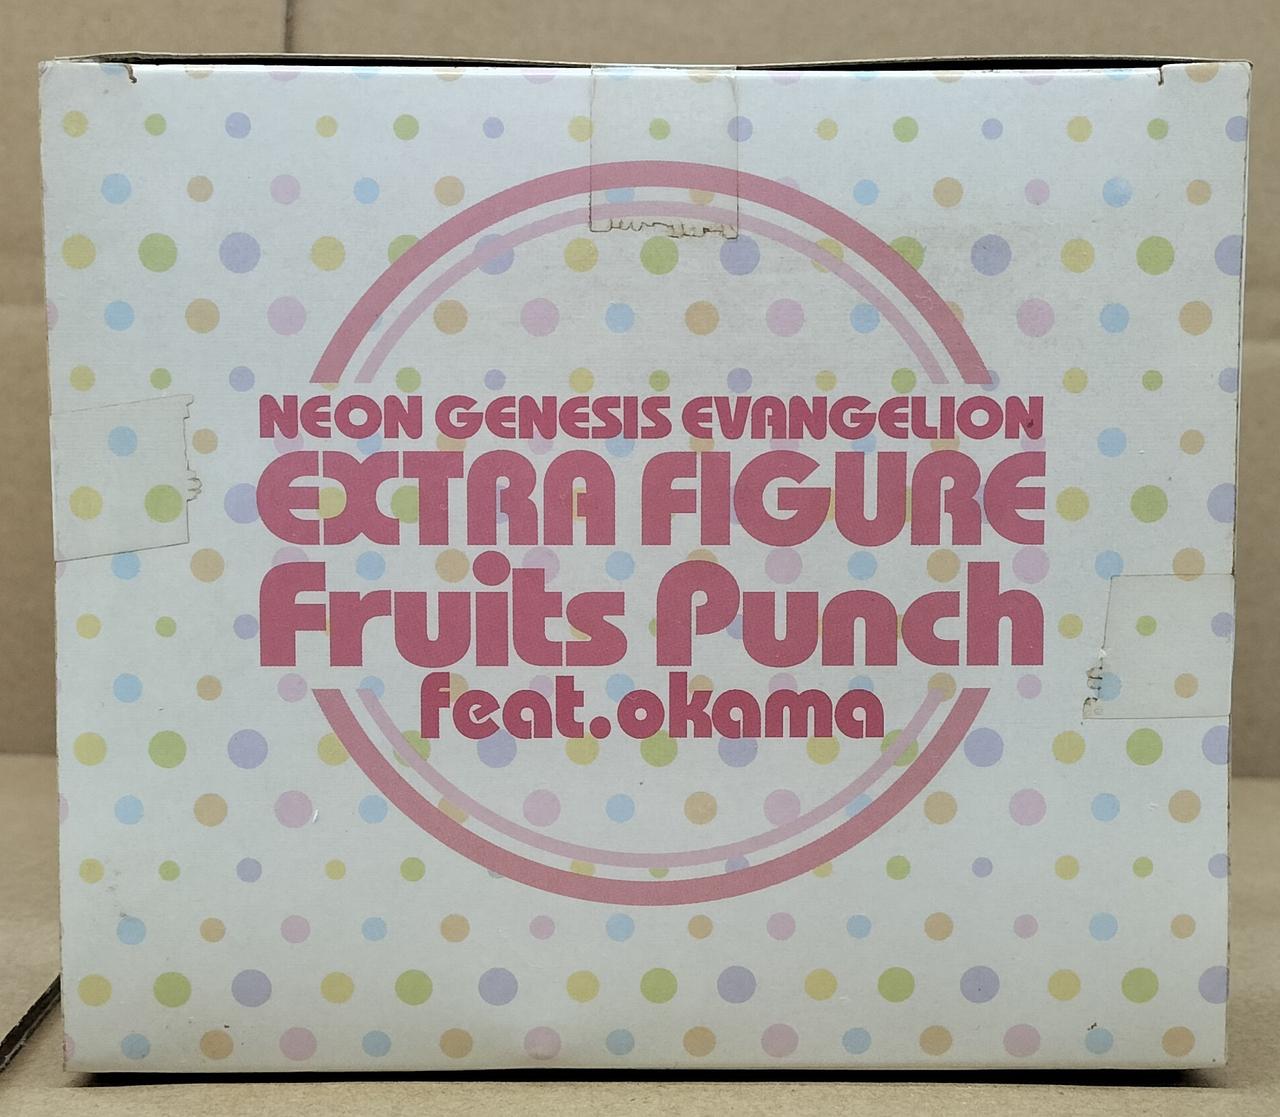 NEON GENESIS EVANGELION
EXTRA FIGURE
Fruits Punch
feat.okama